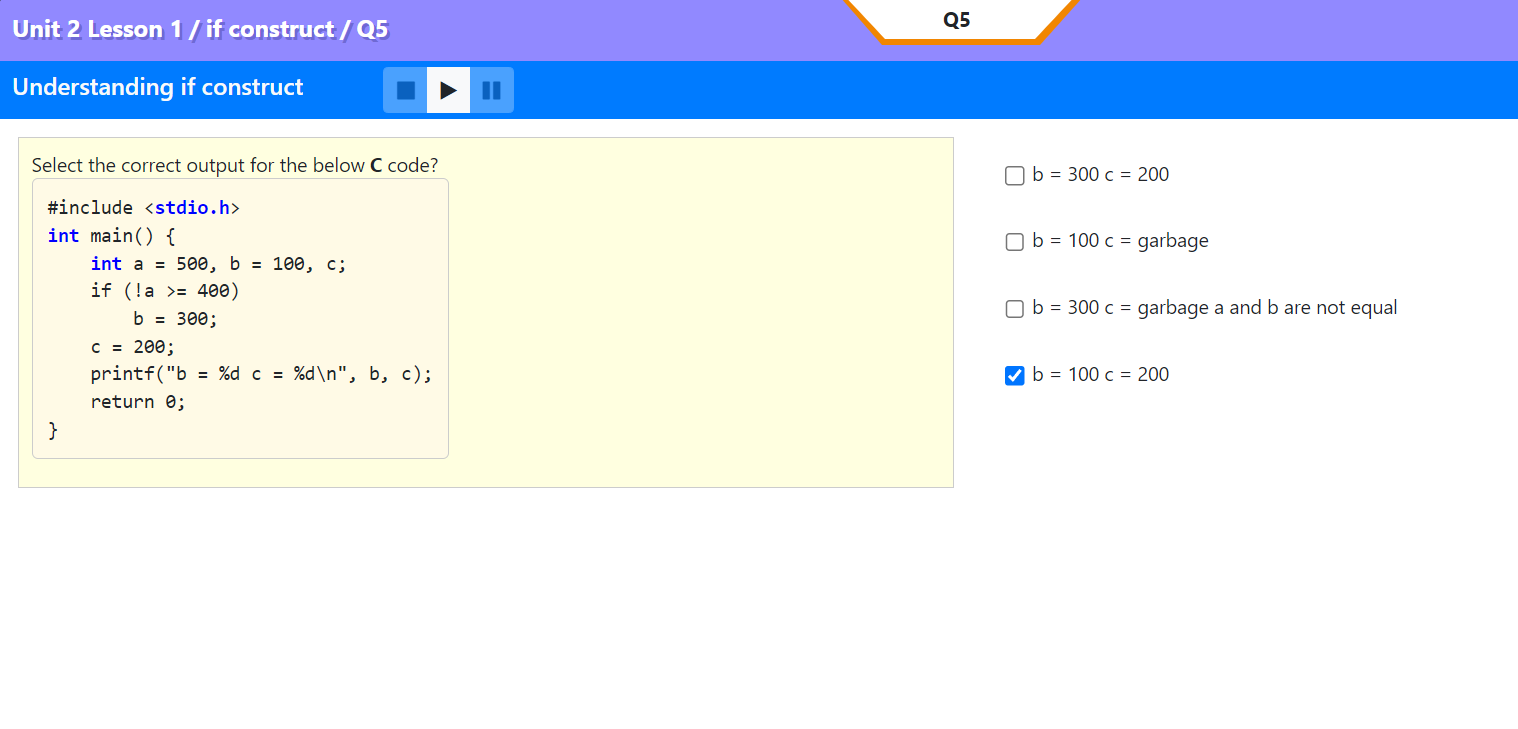 Unit 2 Lesson 1 / if construct / Q5
Q5
Understanding if construct
Select the correct output for the below C code?
#include <stdio.h>
int main() {
    int a = 500, b = 100, c;
    if (!a >= 400)
        b = 300;
    c = 200;
    printf("b = %d c = %d\n", b, c);
    return 0;
}
b = 300 c = 200
b = 100 c = garbage
b = 300 c = garbage a and b are not equal
b = 100 c = 200